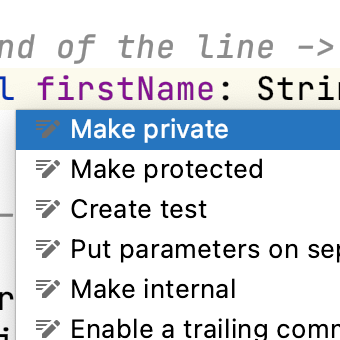 nd of the line ->
l firstName: Strin
Make private
Make protected
Create test
Put parameters on sep
Make internal
r
Enable a trailing comm